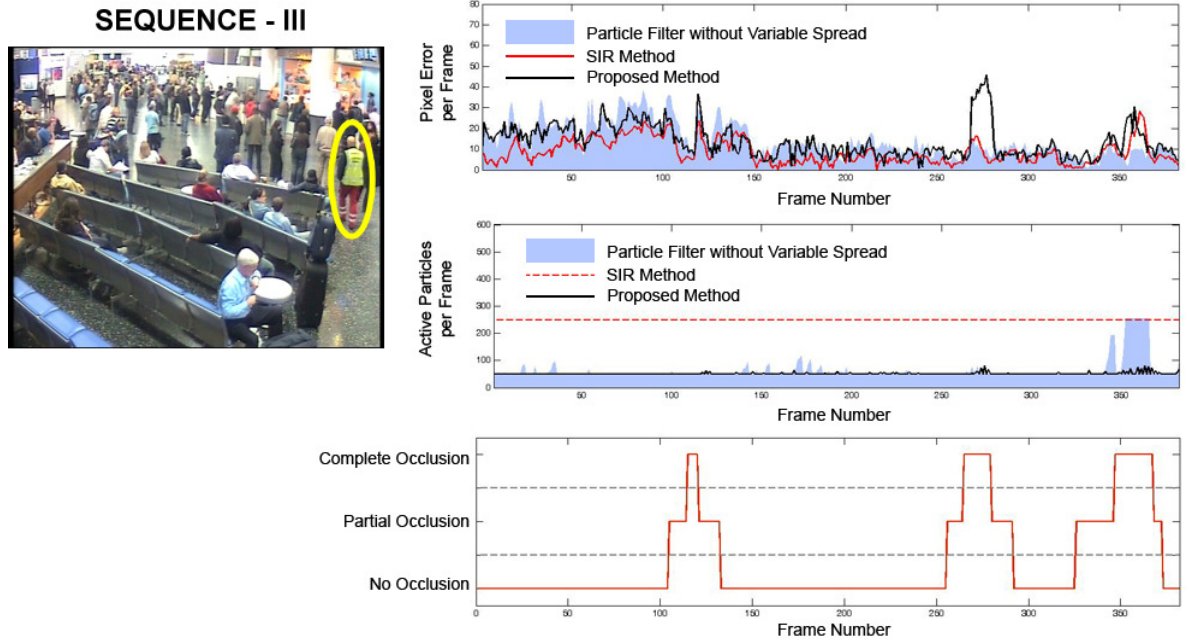 SEQUENCE - III
Pixel Error
per Frame
80
70
60
50
40
30
20
10
0
Particle Filter without Variable Spread
SIR Method
Proposed Method
50
100
150
200
250
300
350
Frame Number
Active Particles
per Frame
600
500
400
300
200
100
0
Particle Filter without Variable Spread
SIR Method
Proposed Method
50
100
150
200
250
300
350
Frame Number
Complete Occlusion
Partial Occlusion
No Occlusion
0
50
100
150
200
250
300
350
Frame Number